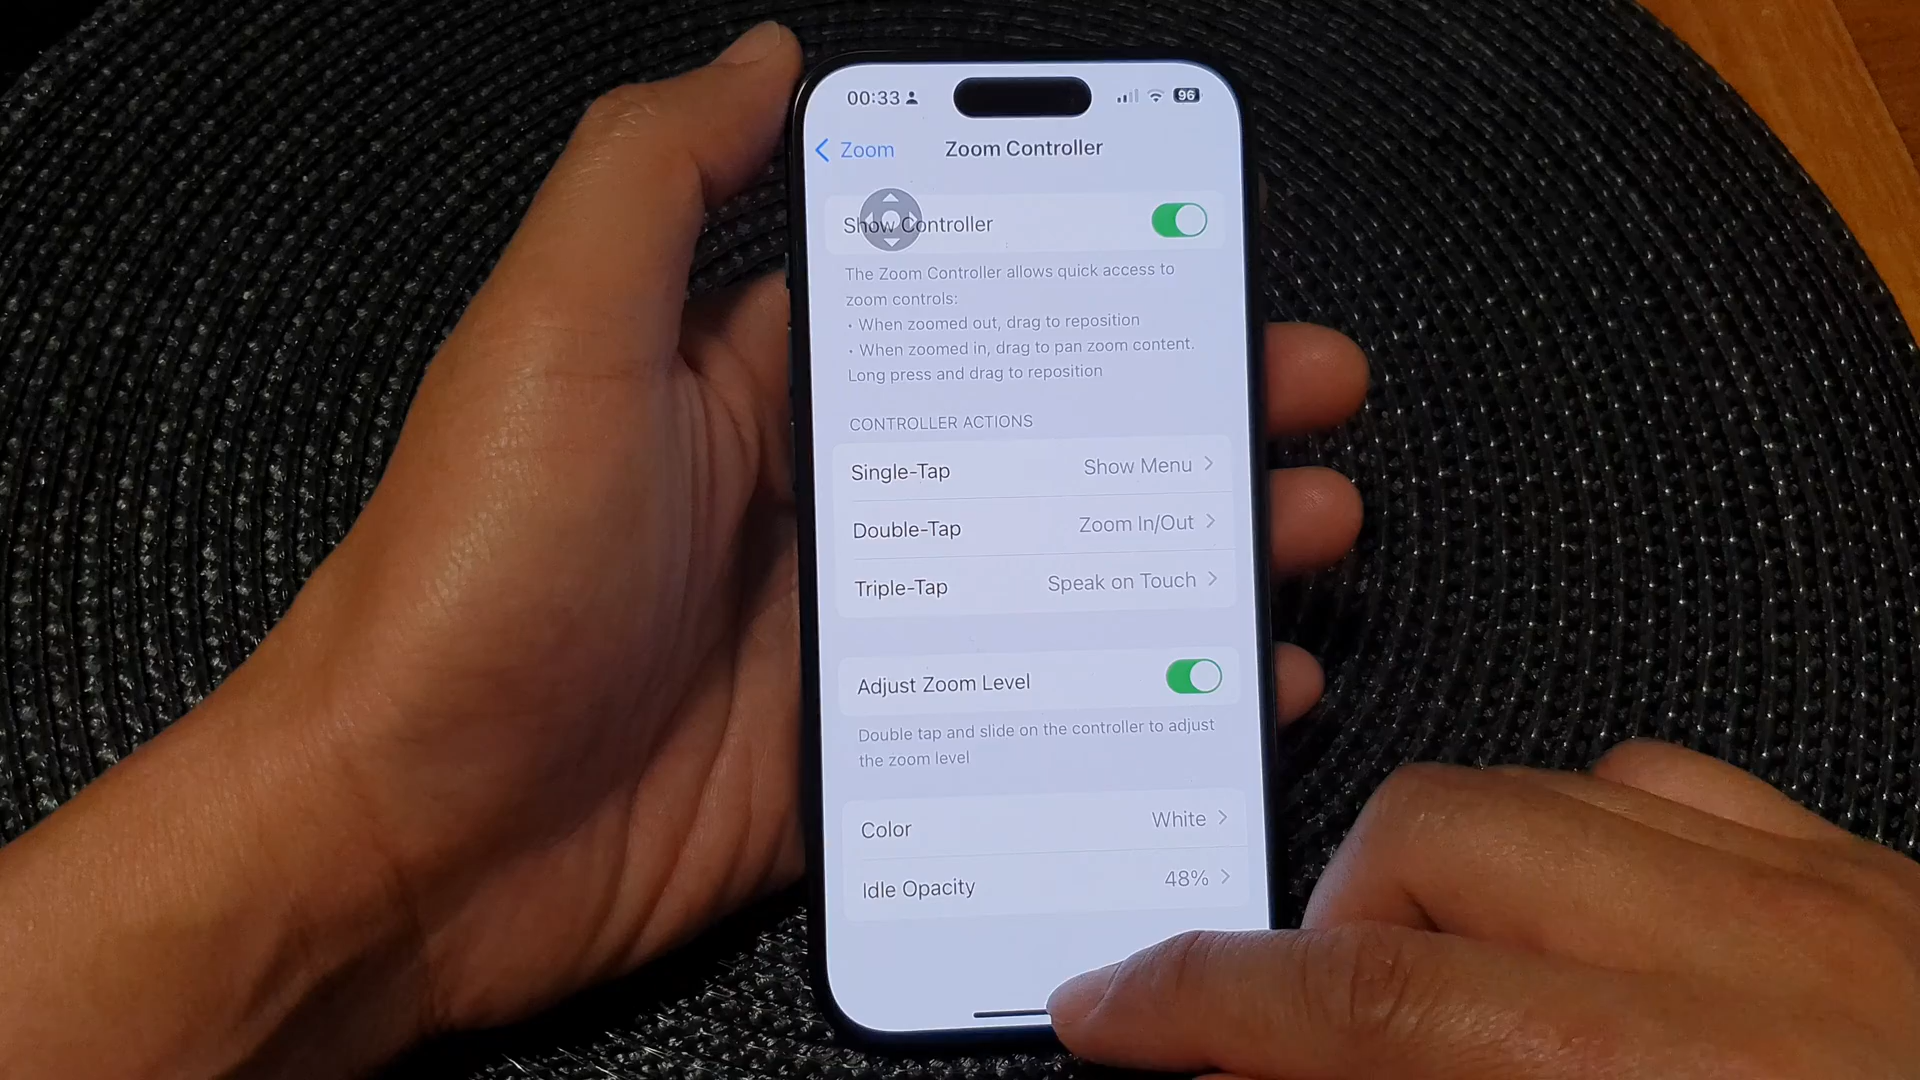 00:33
96
Zoom
Zoom Controller
Show Controller
The Zoom Controller allows quick access to
zoom controls:
• When zoomed out, drag to reposition
• When zoomed in, drag to pan zoom content.
Long press and drag to reposition
CONTROLLER ACTIONS
Single-Tap Show Menu
Double-Tap Zoom In/Out
Triple-Tap Speak on Touch
Adjust Zoom Level
Double tap and slide on the controller to adjust
the zoom level
Color White
Idle Opacity 48%